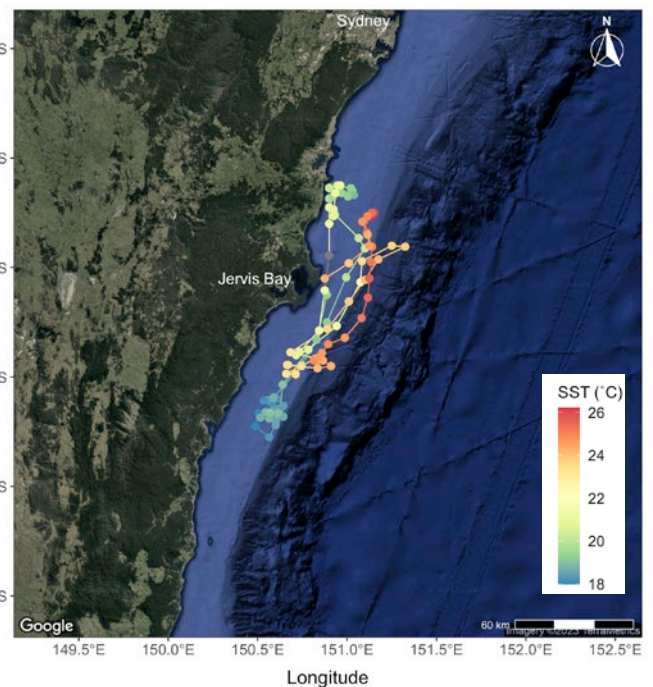 Sydney
N
S
S
S
Jervis Bay
S
SST (°C)
26
24
22
20
18
S
S
Google
60 km
Imagery ©2023 TerraMetrics
149.5°E
150.0°E
150.5°E
151.0°E
151.5°E
152.0°E
152.5°E
Longitude